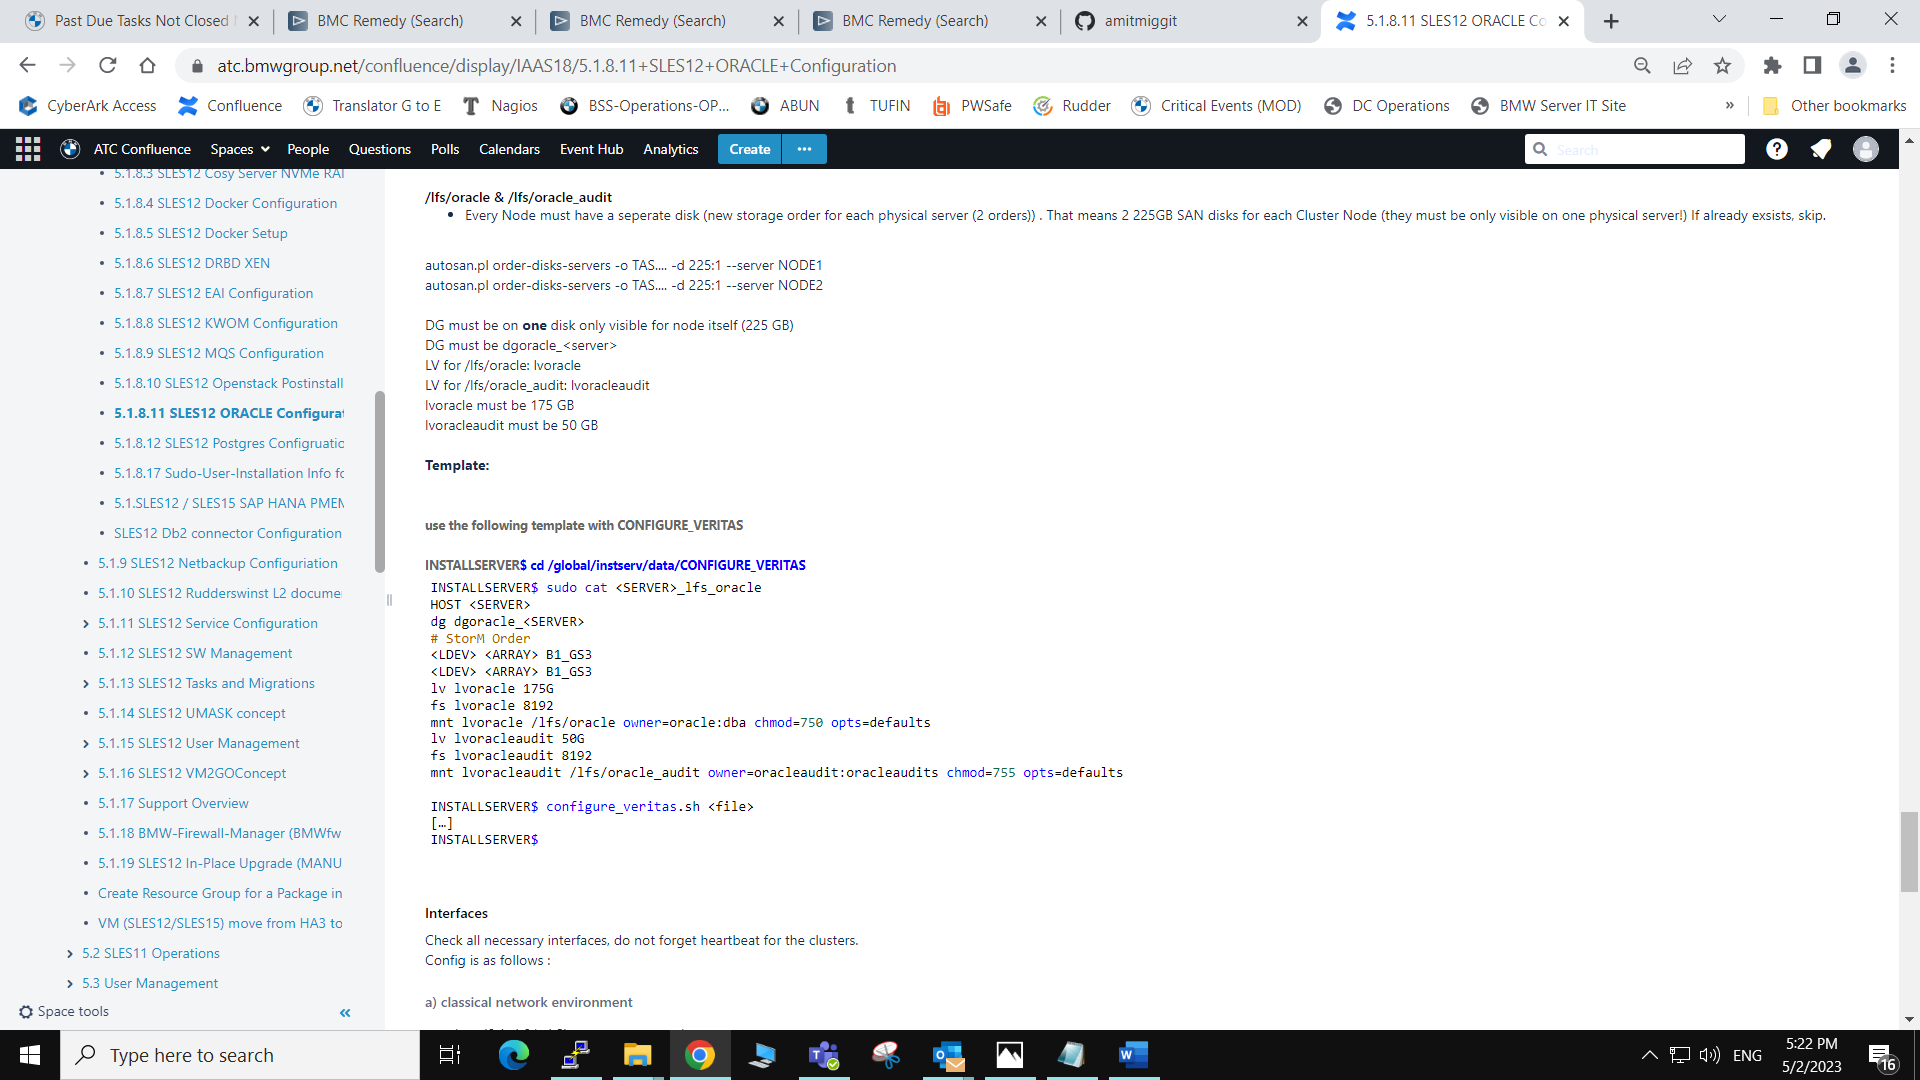 Past Due Tasks Not Closed
BMC Remedy (Search)
BMC Remedy (Search)
BMC Remedy (Search)
amitmiggit
5.1.8.11 SLES12 ORACLE Co
atc.bmwgroup.net/confluence/display/IAAS18/5.1.8.11+SLES12+ORACLE+Configuration
CyberArk Access
Confluence
Translator G to E
Nagios
BSS-Operations-OP...
ABUN
TUFIN
PWSafe
Rudder
Critical Events (MOD)
DC Operations
BMW Server IT Site
»
Other bookmarks
ATC Confluence
Spaces
People
Questions
Polls
Calendars
Event Hub
Analytics
Create
Search
5.1.8.3 SLES12 Cosy Server NVMe RAI
5.1.8.4 SLES12 Docker Configuration
5.1.8.5 SLES12 Docker Setup
5.1.8.6 SLES12 DRBD XEN
5.1.8.7 SLES12 EAI Configuration
5.1.8.8 SLES12 KWOM Configuration
5.1.8.9 SLES12 MQS Configuration
5.1.8.10 SLES12 Openstack Postinstall
5.1.8.11 SLES12 ORACLE Configurat
5.1.8.12 SLES12 Postgres Configruatio
5.1.8.17 Sudo-User-Installation Info fo
5.1.SLES12 / SLES15 SAP HANA PMEM
SLES12 Db2 connector Configuration
5.1.9 SLES12 Netbackup Configuriation
5.1.10 SLES12 Rudderswinst L2 docume
5.1.11 SLES12 Service Configuration
5.1.12 SLES12 SW Management
5.1.13 SLES12 Tasks and Migrations
5.1.14 SLES12 UMASK concept
5.1.15 SLES12 User Management
5.1.16 SLES12 VM2GOConcept
5.1.17 Support Overview
5.1.18 BMW-Firewall-Manager (BMWfw
5.1.19 SLES12 In-Place Upgrade (MANU
Create Resource Group for a Package in
VM (SLES12/SLES15) move from HA3 to
5.2 SLES11 Operations
5.3 User Management
Space tools
«
/lfs/oracle & /lfs/oracle_audit
• Every Node must have a seperate disk (new storage order for each physical server (2 orders)) . That means 2 225GB SAN disks for each Cluster Node (they must be only visible on one physical server!) If already exsists, skip.
autosan.pl order-disks-servers -o TAS.... -d 225:1 --server NODE1
autosan.pl order-disks-servers -o TAS.... -d 225:1 --server NODE2
DG must be on one disk only visible for node itself (225 GB)
DG must be dgoracle_<server>
LV for /lfs/oracle: lvoracle
LV for /lfs/oracle_audit: lvoracleaudit
lvoracle must be 175 GB
lvoracleaudit must be 50 GB
Template:
use the following template with CONFIGURE_VERITAS
INSTALLSERVER$ cd /global/instserv/data/CONFIGURE_VERITAS
INSTALLSERVER$ sudo cat <SERVER>_lfs_oracle
HOST <SERVER>
dg dgoracle_<SERVER>
# StorM Order
<LDEV> <ARRAY> B1_GS3
<LDEV> <ARRAY> B1_GS3
lv lvoracle 175G
fs lvoracle 8192
mnt lvoracle /lfs/oracle owner=oracle:dba chmod=750 opts=defaults
lv lvoracleaudit 50G
fs lvoracleaudit 8192
mnt lvoracleaudit /lfs/oracle_audit owner=oracleaudit:oracleaudits chmod=755 opts=defaults
INSTALLSERVER$ configure_veritas.sh <file>
[…]
INSTALLSERVER$
Interfaces
Check all necessary interfaces, do not forget heartbeat for the clusters.
Config is as follows :
a) classical network environment
Type here to search
ENG
5:22 PM
5/2/2023
16